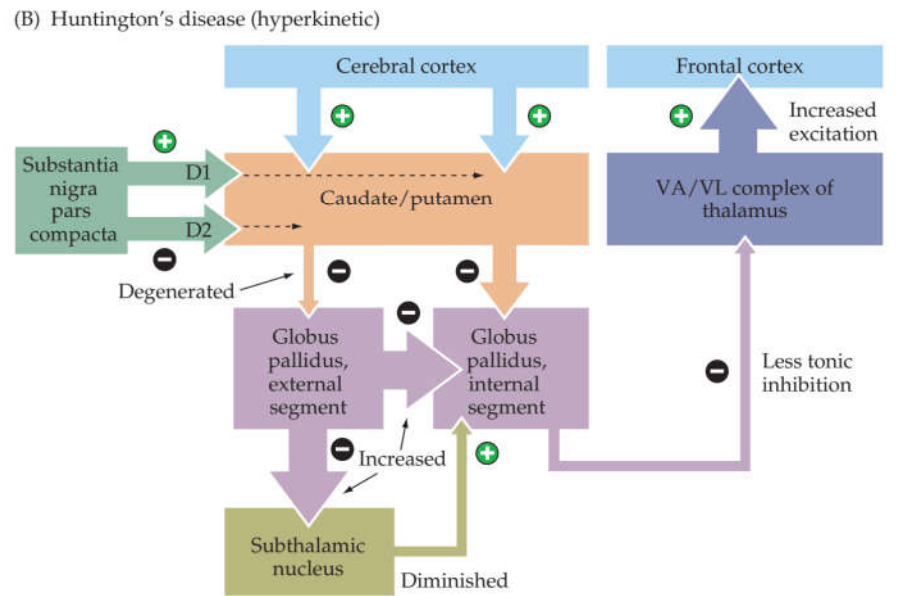 (B) Huntington's disease (hyperkinetic)
Cerebral cortex
Frontal cortex
+
+
+
Increased
excitation
+
Substantia
nigra
pars
compacta
D1
D2
−
Caudate/putamen
VA/VL complex of
thalamus
Degenerated
−
−
−
Globus
pallidus,
external
segment
Globus
pallidus,
internal
segment
−
Less tonic
inhibition
−
Increased
+
Subthalamic
nucleus
Diminished